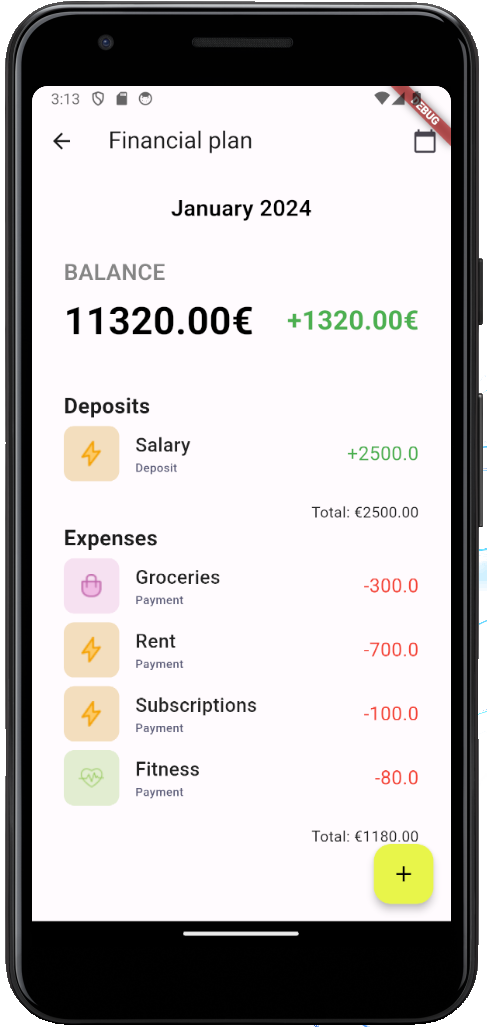 3:13
DEBUG
Financial plan
January 2024
BALANCE
11320.00€ +1320.00€
Deposits
Salary +2500.0
Deposit
Total: €2500.00
Expenses
Groceries -300.0
Payment
Rent -700.0
Payment
Subscriptions -100.0
Payment
Fitness -80.0
Payment
Total: €1180.00
+